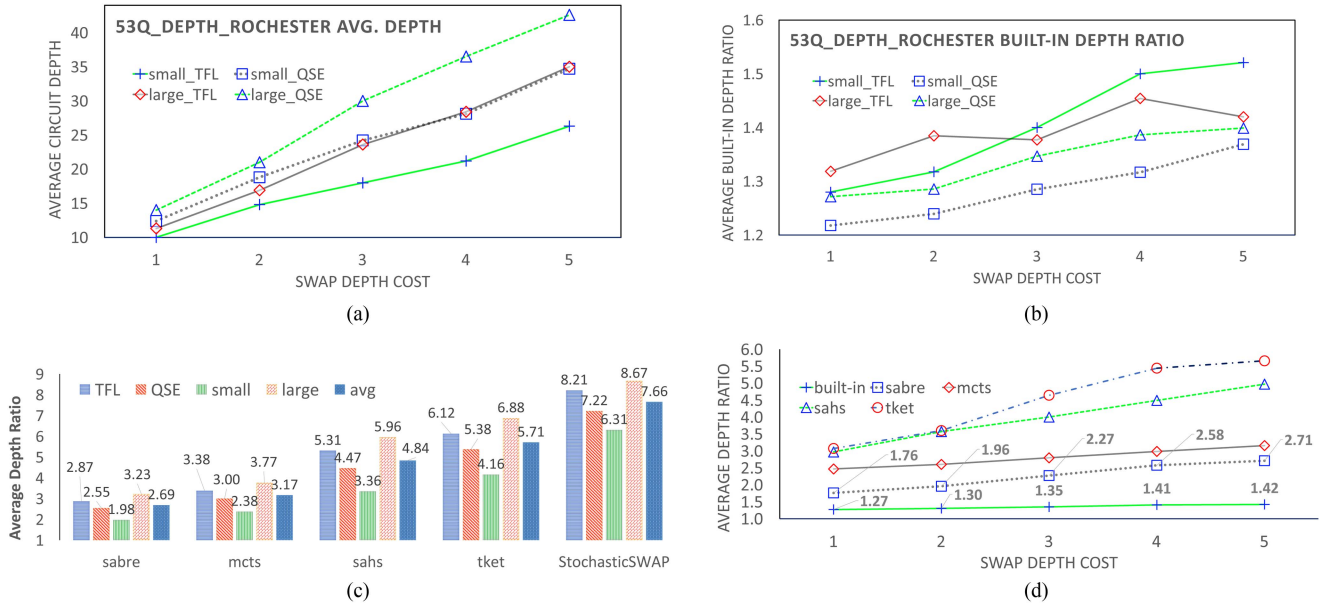 53Q_DEPTH_ROCHESTER AVG. DEPTH
small_TFL small_QSE
large_TFL large_QSE
AVERAGE CIRCUIT DEPTH
40
35
30
25
20
15
10
1 2 3 4 5
SWAP DEPTH COST
(a)
53Q_DEPTH_ROCHESTER BUILT-IN DEPTH RATIO
small_TFL small_QSE
large_TFL large_QSE
AVERAGE BUILT-IN DEPTH RATIO
1.6
1.5
1.4
1.3
1.2
1 2 3 4 5
SWAP DEPTH COST
(b)
TFL QSE small large avg
Average Depth Ratio
9
8
7
6
5
4
3
2
1
2.87 2.55 1.98 3.23 2.69
3.38 3.00 2.38 3.77 3.17
5.31 4.47 3.36 5.96 4.84
6.12 5.38 4.16 6.88 5.71
8.21 7.22 6.31 8.67 7.66
sabre mcts sahs tket StochasticSWAP
(c)
built-in sabre mcts
sahs tket
AVERAGE DEPTH RATIO
6.0
5.5
5.0
4.5
4.0
3.5
3.0
2.5
2.0
1.5
1.0
1.76 1.96 2.27 2.58 2.71
1.27 1.30 1.35 1.41 1.42
1 2 3 4 5
SWAP DEPTH COST
(d)